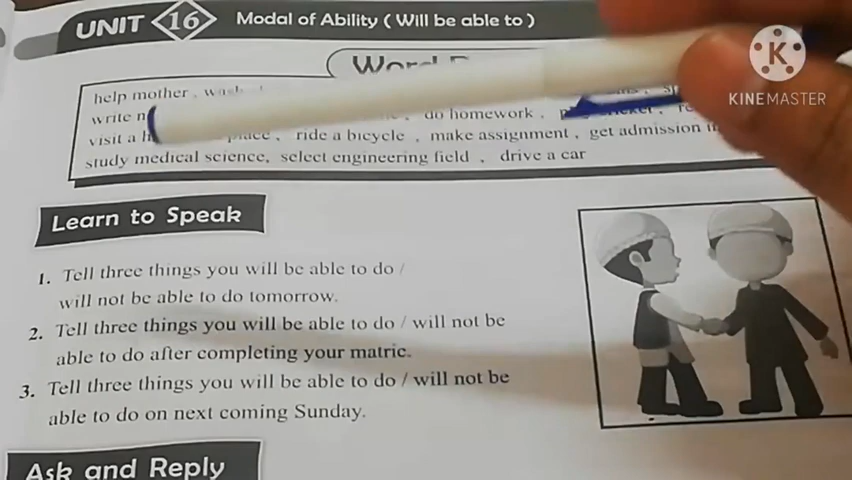 UNIT 16 Modal of Ability ( Will be able to )
help mother , wash
write , do homework ,
visit a , ride a bicycle , make assignment , get admission
study medical science , select engineering field , drive a car
K
KINEMASTER
Learn to Speak
1. Tell three things you will be able to do /
will not be able to do tomorrow.
2. Tell three things you will be able to do / will not be
able to do after completing your matric.
3. Tell three things you will be able to do / will not be
able to do on next coming Sunday.
Ask and Reply